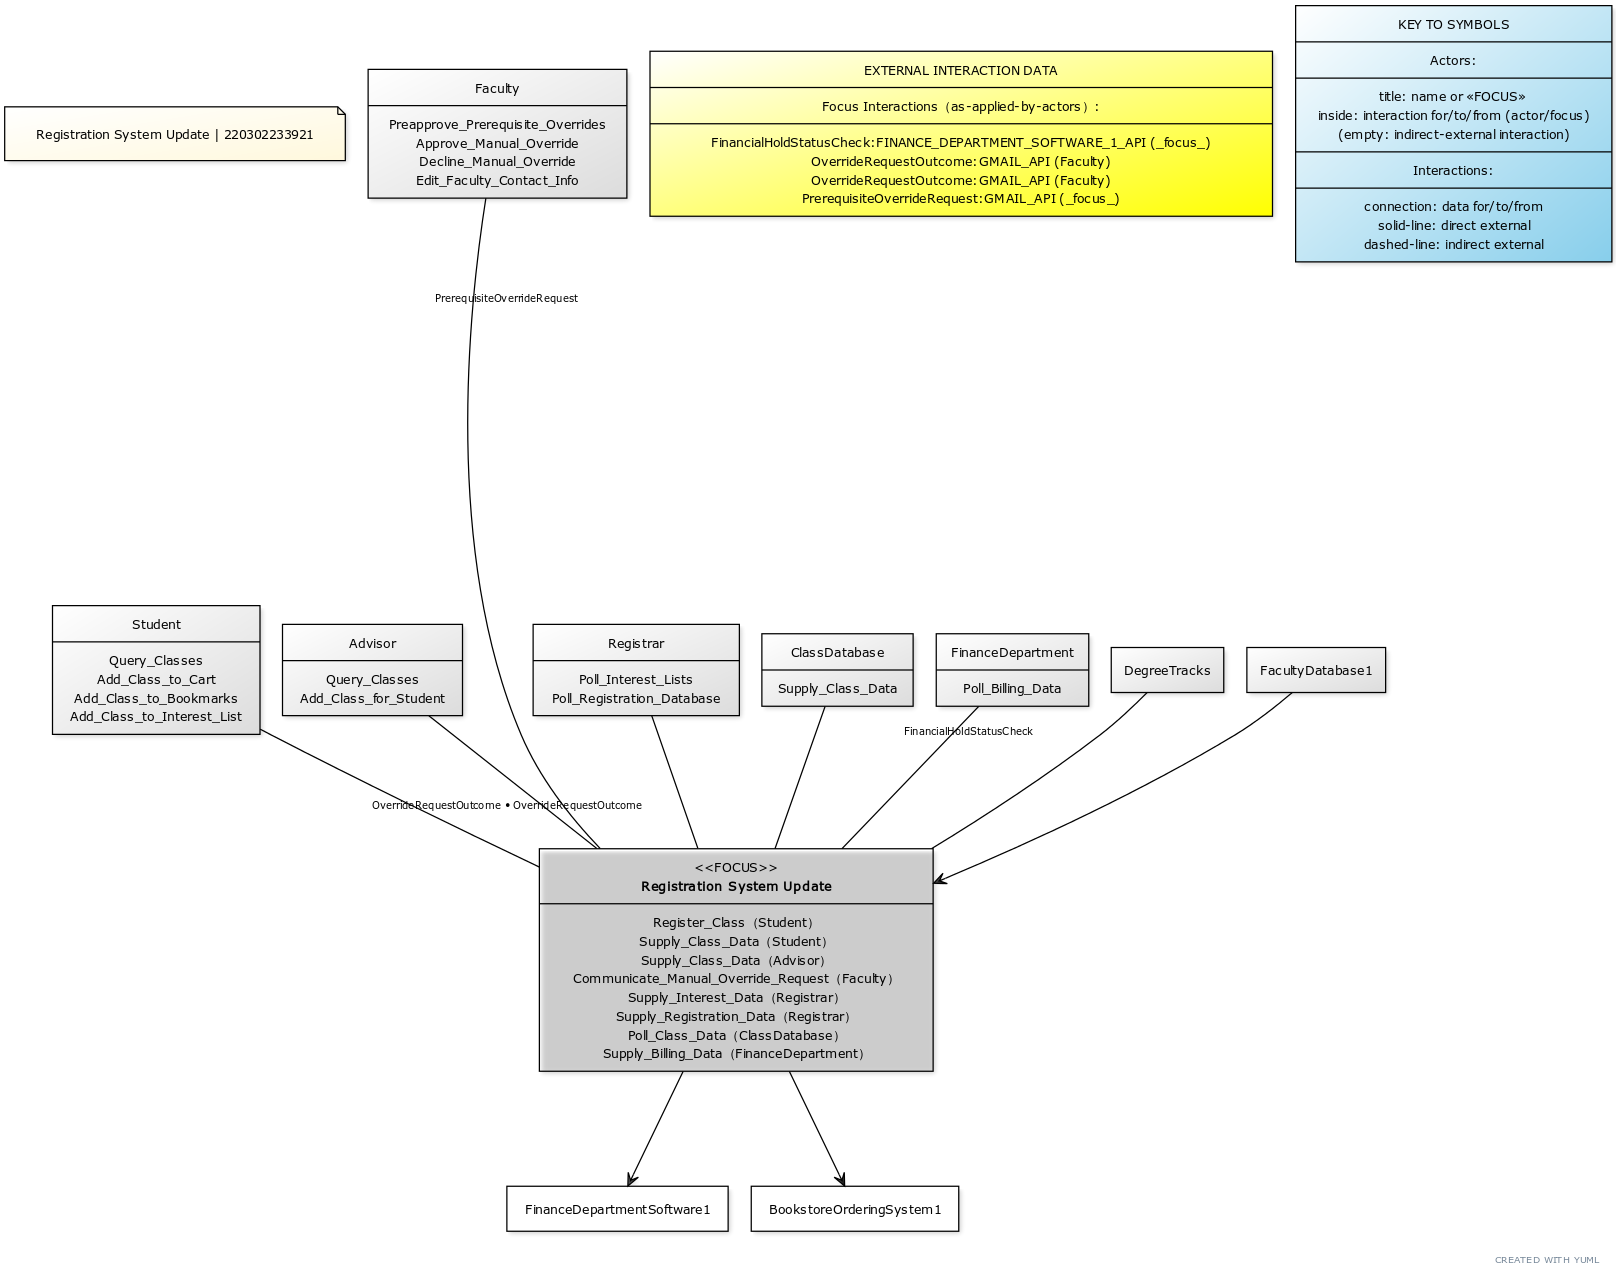 KEY TO SYMBOLS
Actors:
title: name or «FOCUS»
inside: interaction for/to/from (actor/focus)
(empty: indirect-external interaction)
Interactions:
connection: data for/to/from
solid-line: direct external
dashed-line: indirect external
EXTERNAL INTERACTION DATA
Focus Interactions（as-applied-by-actors）:
FinancialHoldStatusCheck:FINANCE_DEPARTMENT_SOFTWARE_1_API (_focus_)
OverrideRequestOutcome: GMAIL_API (Faculty)
OverrideRequestOutcome: GMAIL_API (Faculty)
PrerequisiteOverrideRequest:GMAIL_API (_focus_)
Faculty
Preapprove_Prerequisite_Overrides
Approve_Manual_Override
Decline_Manual_Override
Edit_Faculty_Contact_Info
Registration System Update | 220302233921
PrerequisiteOverrideRequest
Student
Query_Classes
Add_Class_to_Cart
Add_Class_to_Bookmarks
Add_Class_to_Interest_List
Advisor
Query_Classes
Add_Class_for_Student
Registrar
Poll_Interest_Lists
Poll_Registration_Database
ClassDatabase
Supply_Class_Data
FinanceDepartment
Poll_Billing_Data
DegreeTracks
FacultyDatabase1
FinancialHoldStatusCheck
OverrideRequestOutcome • OverrideRequestOutcome
<<FOCUS>>
Registration System Update
Register_Class（Student）
Supply_Class_Data（Student）
Supply_Class_Data（Advisor）
Communicate_Manual_Override_Request（Faculty）
Supply_Interest_Data（Registrar）
Supply_Registration_Data（Registrar）
Poll_Class_Data（ClassDatabase）
Supply_Billing_Data（FinanceDepartment）
FinanceDepartmentSoftware1
BookstoreOrderingSystem1
CREATED WITH YUML